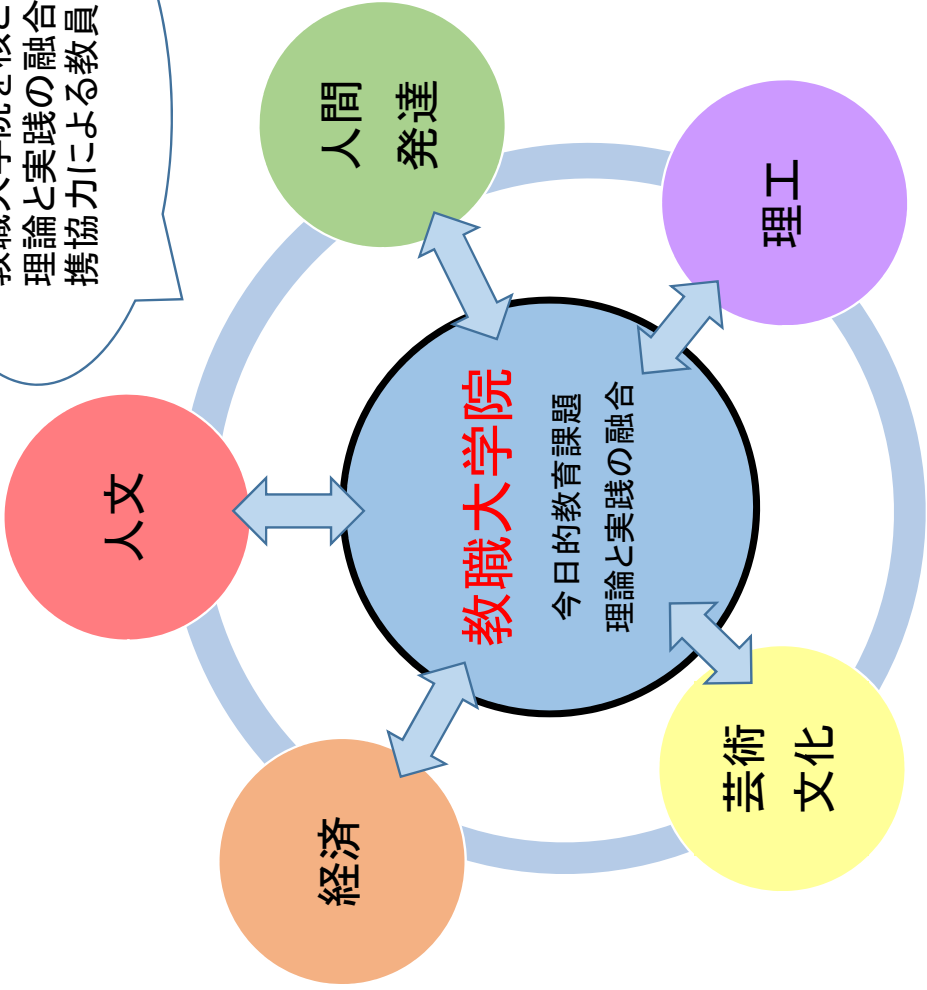 理論と実践の融合
携協力による教員
人間
発達
理工
人文
教職大学院
今日的教育課題
理論と実践の融合
経済
芸術
文化